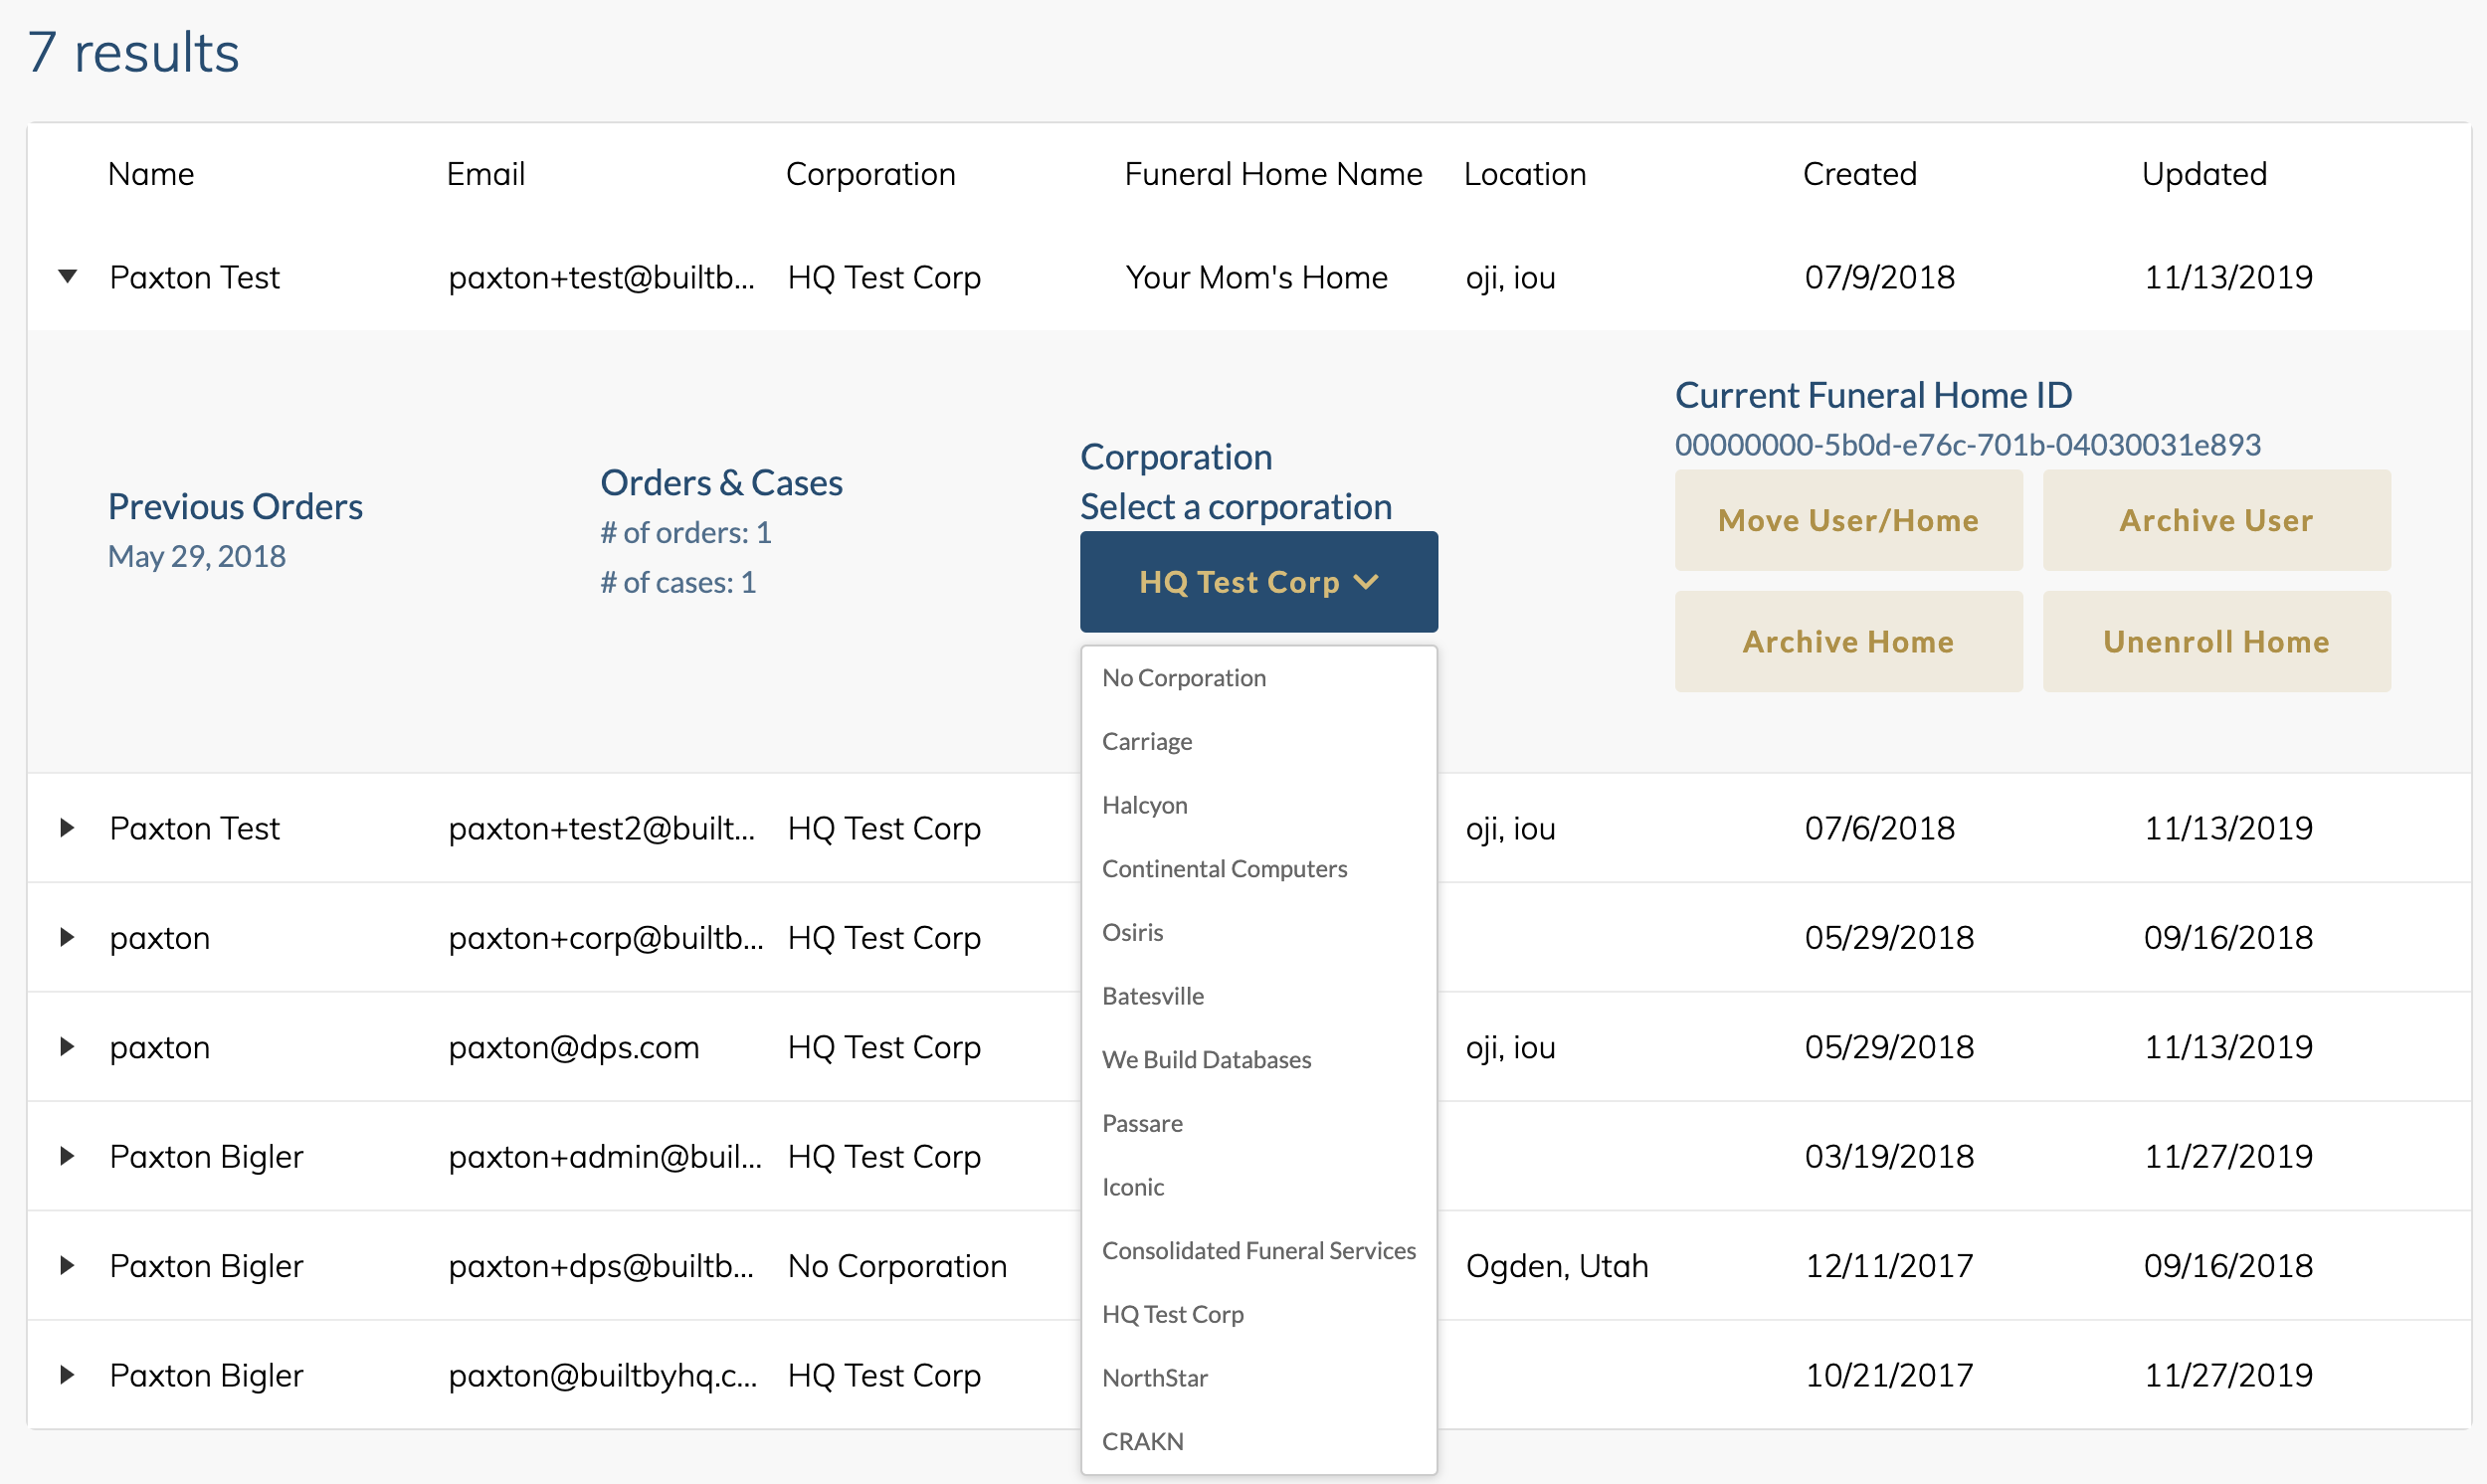 7 results
Name Email Corporation Funeral Home Name Location Created Updated
Paxton Test paxton+test@builtb... HQ Test Corp Your Mom's Home oji, iou 07/9/2018 11/13/2019
Previous Orders
May 29, 2018
Orders & Cases
# of orders: 1
# of cases: 1
Corporation
Select a corporation
HQ Test Corp
No Corporation
Carriage
Halcyon
Continental Computers
Osiris
Batesville
We Build Databases
Passare
Iconic
Consolidated Funeral Services
HQ Test Corp
NorthStar
CRAKN
Current Funeral Home ID
00000000-5b0d-e76c-701b-04030031e893
Move User/Home Archive User
Archive Home Unenroll Home
Paxton Test paxton+test2@built... HQ Test Corp oji, iou 07/6/2018 11/13/2019
paxton paxton+corp@builtb... HQ Test Corp 05/29/2018 09/16/2018
paxton paxton@dps.com HQ Test Corp oji, iou 05/29/2018 11/13/2019
Paxton Bigler paxton+admin@buil... HQ Test Corp 03/19/2018 11/27/2019
Paxton Bigler paxton+dps@builtb... No Corporation Ogden, Utah 12/11/2017 09/16/2018
Paxton Bigler paxton@builtbyhq.c... HQ Test Corp 10/21/2017 11/27/2019